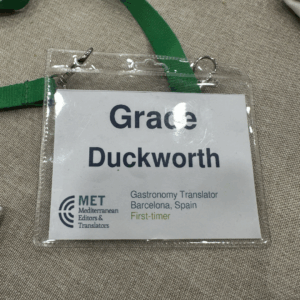 Grace
Duckworth
MET
Mediterranean
Editors &
Translators
Gastronomy Translator
Barcelona, Spain
First-timer